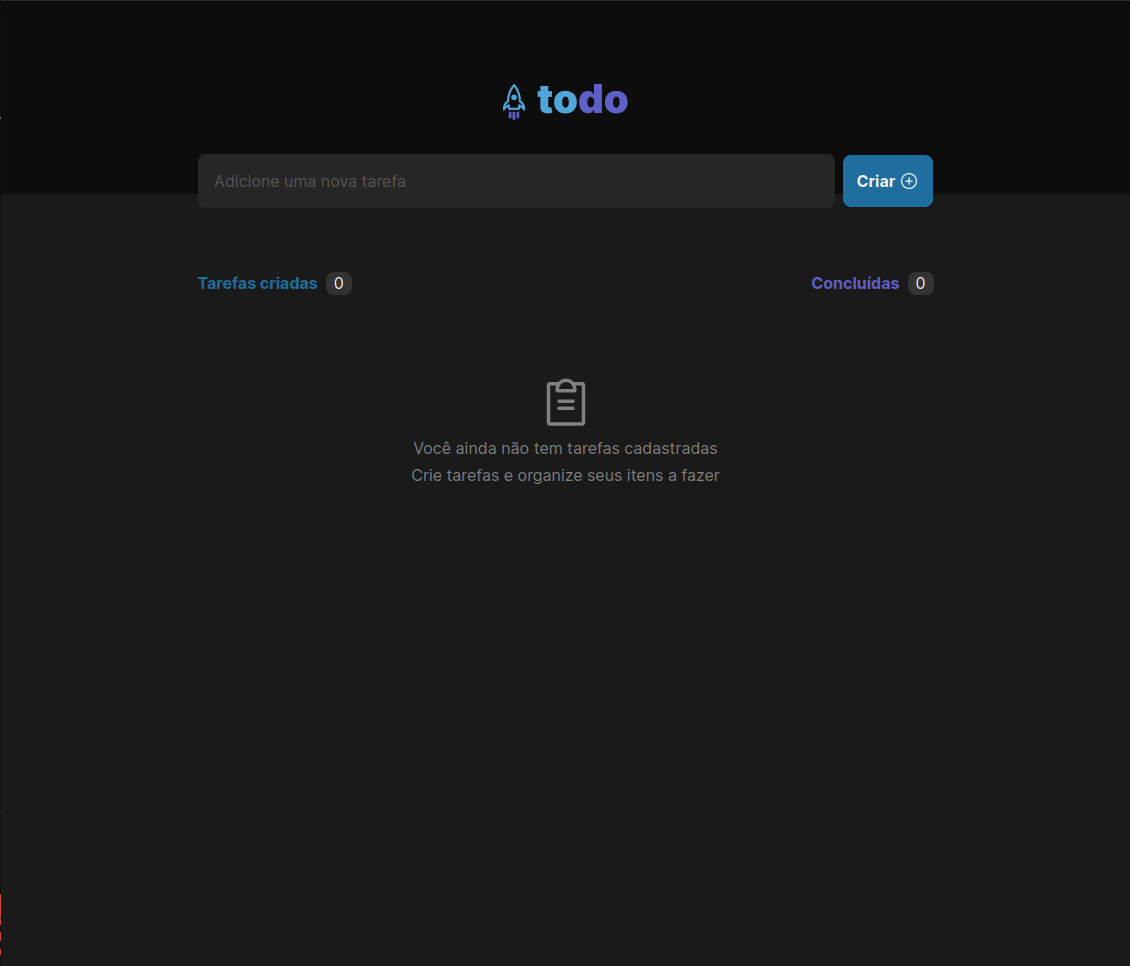 todo
Adicione uma nova tarefa
Criar
Tarefas criadas 0
Concluídas 0
Você ainda não tem tarefas cadastradas
Crie tarefas e organize seus itens a fazer